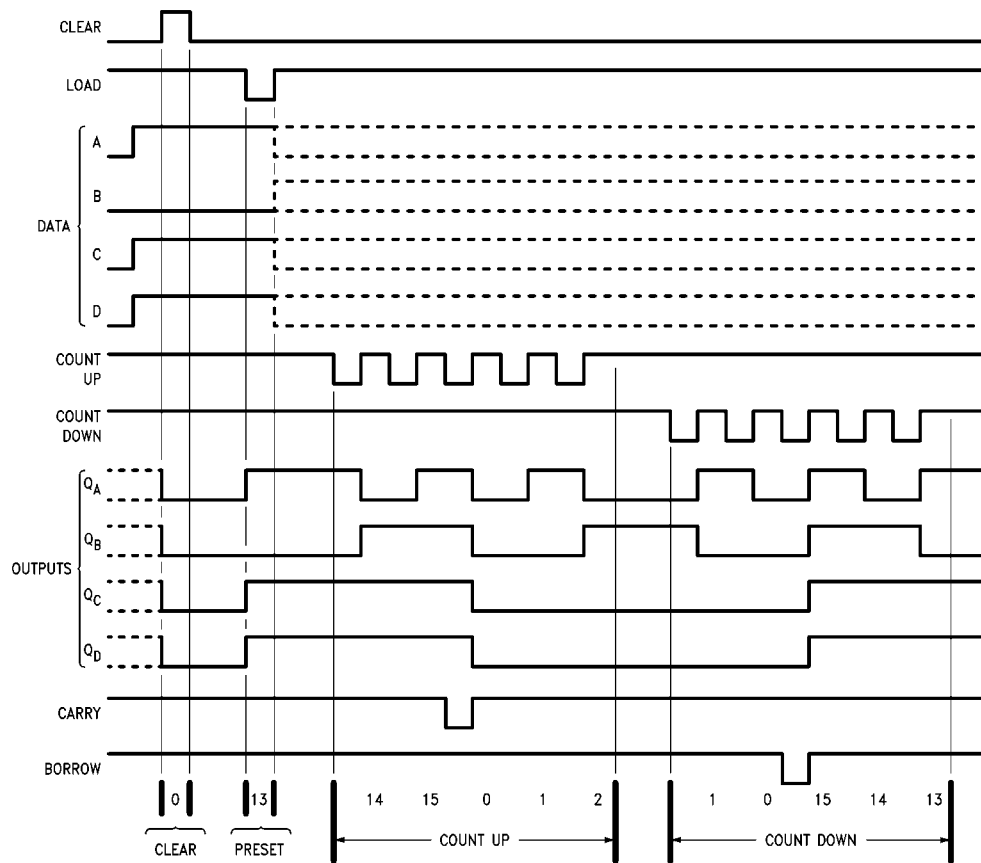 CLEAR
LOAD
A
B
DATA
C
D
COUNT
UP
COUNT
DOWN
QA
QB
OUTPUTS
QC
QD
CARRY
BORROW
0 13 14 15 0 1 2 1 0 15 14 13
CLEAR PRESET COUNT UP COUNT DOWN